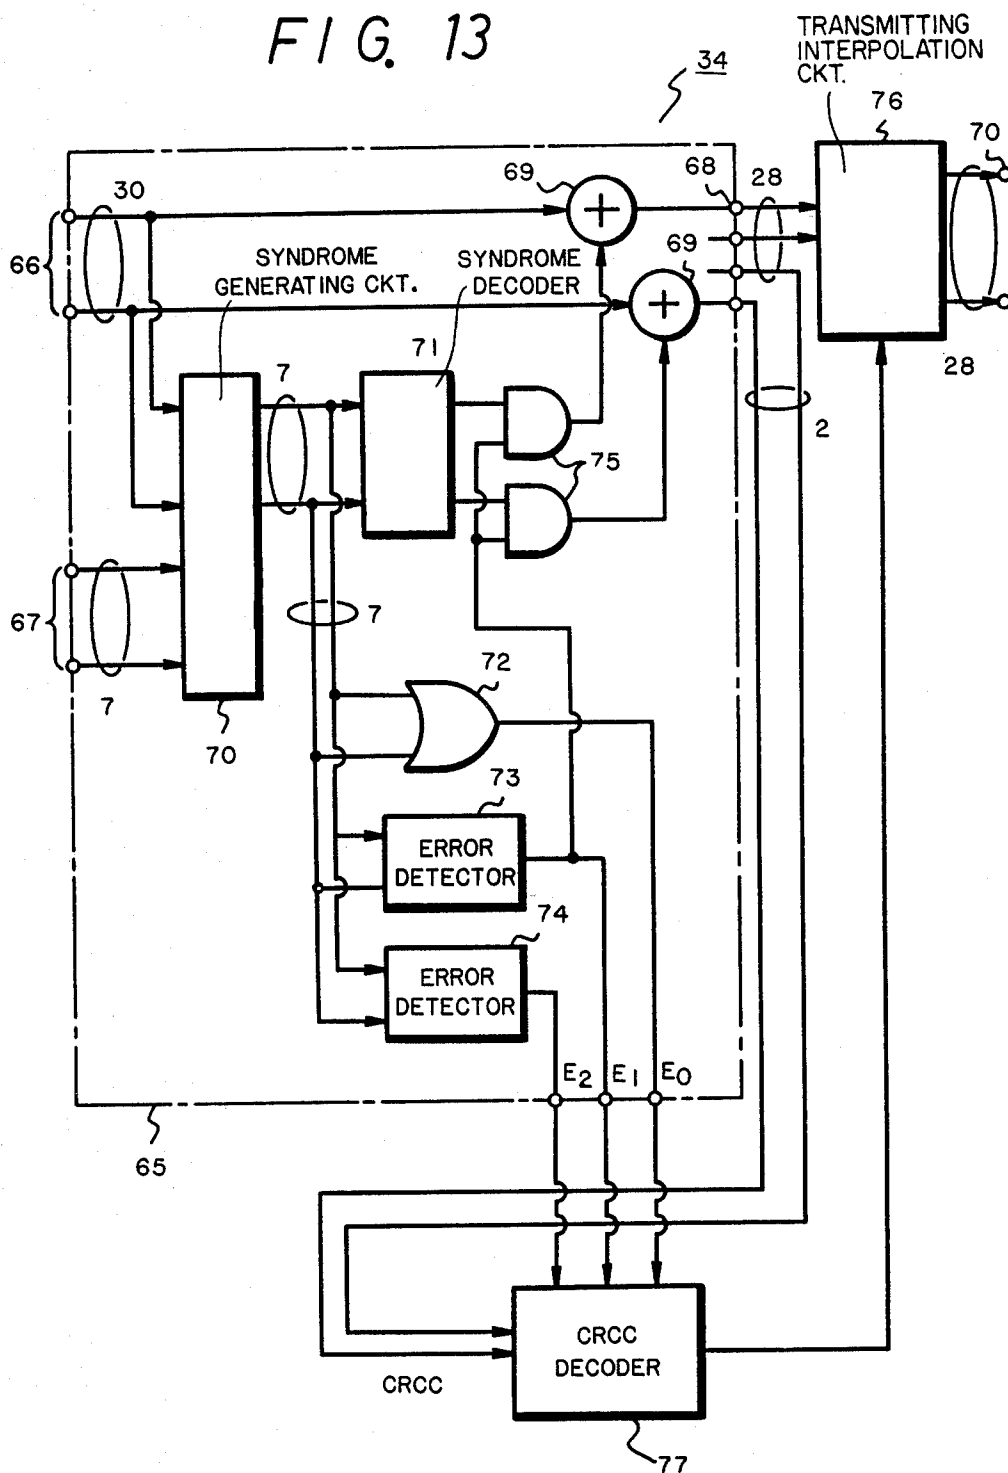 FIG. 13
34
TRANSMITTING
INTERPOLATION
CKT.
76
70
30
69
68
28
66
69
SYNDROME
GENERATING CKT.
SYNDROME
DECODER
71
7
28
2
75
67
7
7
70
72
73
ERROR
DETECTOR
74
ERROR
DETECTOR
E2
E1
E0
65
CRCC
DECODER
CRCC
77